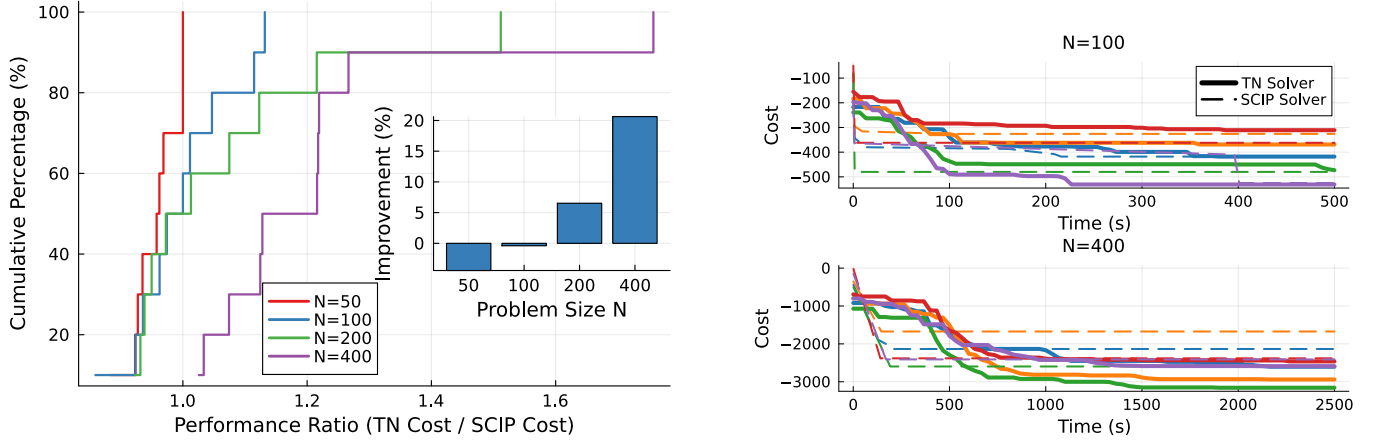 100
80
60
40
20
Cumulative Percentage (%)
1.0
1.2
1.4
1.6
Performance Ratio (TN Cost / SCIP Cost)
N=50
N=100
N=200
N=400
20
15
10
5
0
Improvement (%)
50
100
200
400
Problem Size N
N=100
−100
−200
−300
−400
−500
Cost
TN Solver
SCIP Solver
0
100
200
300
400
500
Time (s)
N=400
0
−1000
−2000
−3000
Cost
0
500
1000
1500
2000
2500
Time (s)